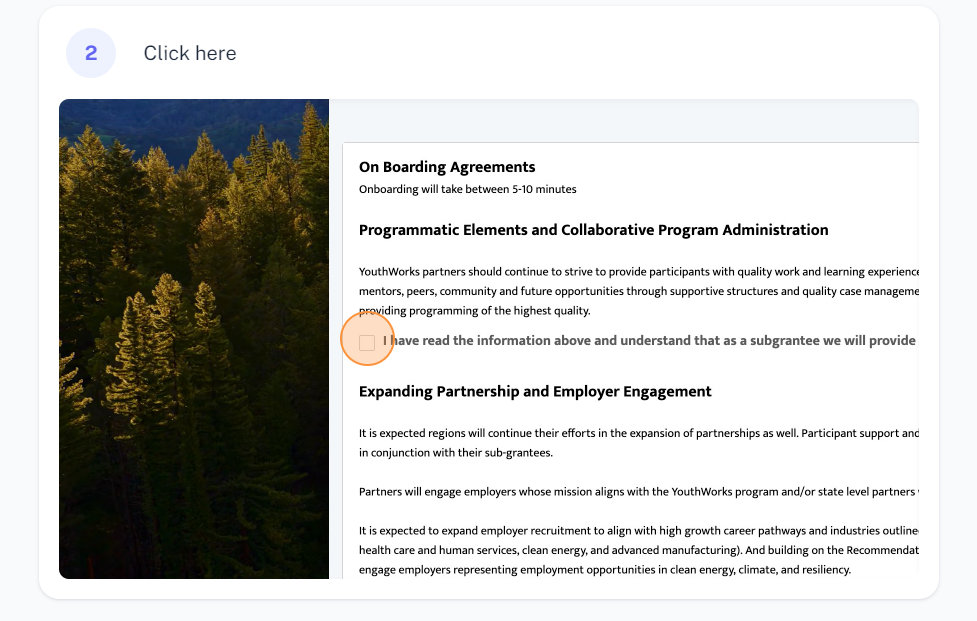 2
Click here
On Boarding Agreements
Onboarding will take between 5-10 minutes
Programmatic Elements and Collaborative Program Administration
YouthWorks partners should continue to strive to provide participants with quality work and learning experience
mentors, peers, community and future opportunities through supportive structures and quality case manageme
providing programming of the highest quality.
I have read the information above and understand that as a subgrantee we will provide
Expanding Partnership and Employer Engagement
It is expected regions will continue their efforts in the expansion of partnerships as well. Participant support and
in conjunction with their sub-grantees.
Partners will engage employers whose mission aligns with the YouthWorks program and/or state level partners
It is expected to expand employer recruitment to align with high growth career pathways and industries outline
health care and human services, clean energy, and advanced manufacturing). And building on the Recommendat
engage employers representing employment opportunities in clean energy, climate, and resiliency.